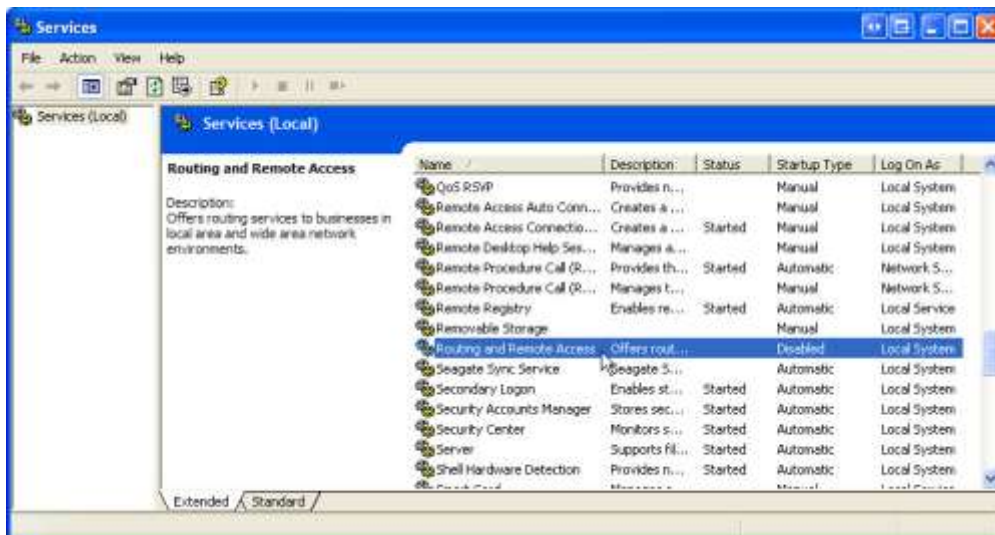 Services
File Action View Help
Services (Local)
Services (Local)
Routing and Remote Access
Description:
Offers routing services to businesses in
local area and wide area network
environments.
Name Description Status Startup Type Log On As
QoS RSVP Provides n... Manual Local System
Remote Access Auto Conn... Creates a ... Manual Local System
Remote Access Connectio... Creates a ... Started Manual Local System
Remote Desktop Help Ses... Manages a... Manual Local System
Remote Procedure Call (R... Provides th... Started Automatic Network S...
Remote Procedure Call (R... Manages t... Manual Network S...
Remote Registry Enables re... Started Automatic Local Service
Removable Storage Manual Local System
Routing and Remote Access Offers rout... Disabled Local System
Seagate Sync Service Seagate S... Automatic Local System
Secondary Logon Enables st... Started Automatic Local System
Security Accounts Manager Stores sec... Started Automatic Local System
Security Center Monitors s... Started Automatic Local System
Server Supports fil... Started Automatic Local System
Shell Hardware Detection Provides n... Started Automatic Local System
Extended Standard